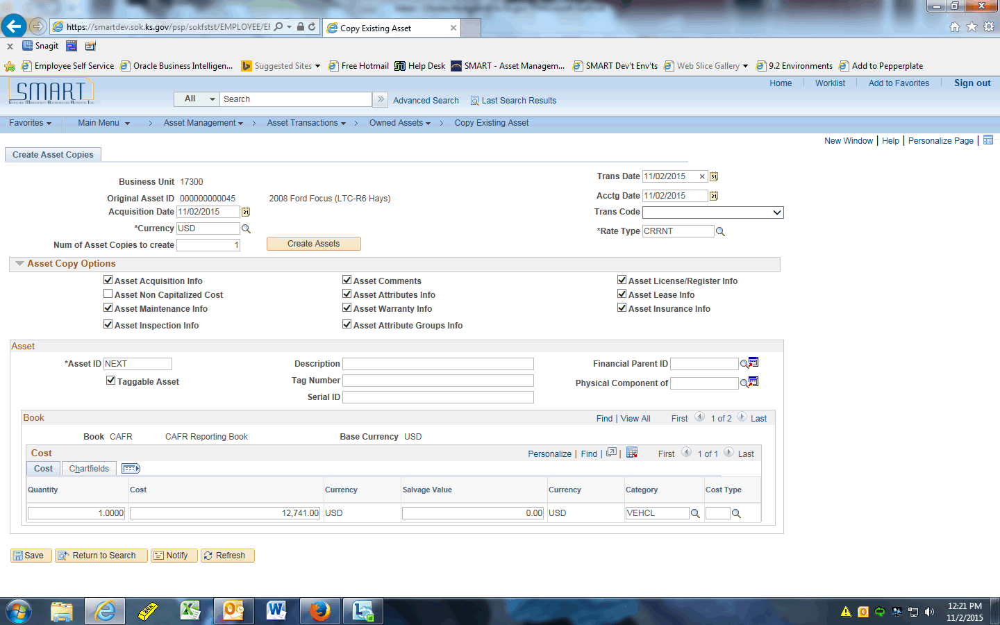 https://smartdev.sok.ks.gov/psp/sokfstst/EMPLOYEE/EF
Copy Existing Asset
x Snagit
Employee Self Service Oracle Business Intelligen... Suggested Sites Free Hotmail Help Desk SMART - Asset Managem... SMART Dev't Env'ts Web Slice Gallery 9.2 Environments Add to Pepperplate
SMART
Home Worklist Add to Favorites Sign out
All Search Advanced Search Last Search Results
Favorites Main Menu > Asset Management > Asset Transactions > Owned Assets > Copy Existing Asset
New Window | Help | Personalize Page |
Create Asset Copies
Business Unit 17300 Trans Date 11/02/2015
Original Asset ID 000000000045 2008 Ford Focus (LTC-R6 Hays) Acctg Date 11/02/2015
Acquisition Date 11/02/2015 Trans Code
*Currency USD *Rate Type CRRNT
Num of Asset Copies to create 1 Create Assets
Asset Copy Options
Asset Acquisition Info Asset Comments Asset License/Register Info
Asset Non Capitalized Cost Asset Attributes Info Asset Lease Info
Asset Maintenance Info Asset Warranty Info Asset Insurance Info
Asset Inspection Info Asset Attribute Groups Info
Asset
*Asset ID NEXT Description Financial Parent ID
Taggable Asset Tag Number Physical Component of
Serial ID
Book Find | View All First 1 of 2 Last
Book CAFR CAFR Reporting Book Base Currency USD
Cost Personalize | Find | | First 1 of 1 Last
Cost Chartfields
Quantity Cost Currency Salvage Value Currency Category Cost Type
1.0000 12,741.00 USD 0.00 USD VEHCL
Save Return to Search Notify Refresh
12:21 PM
11/2/2015